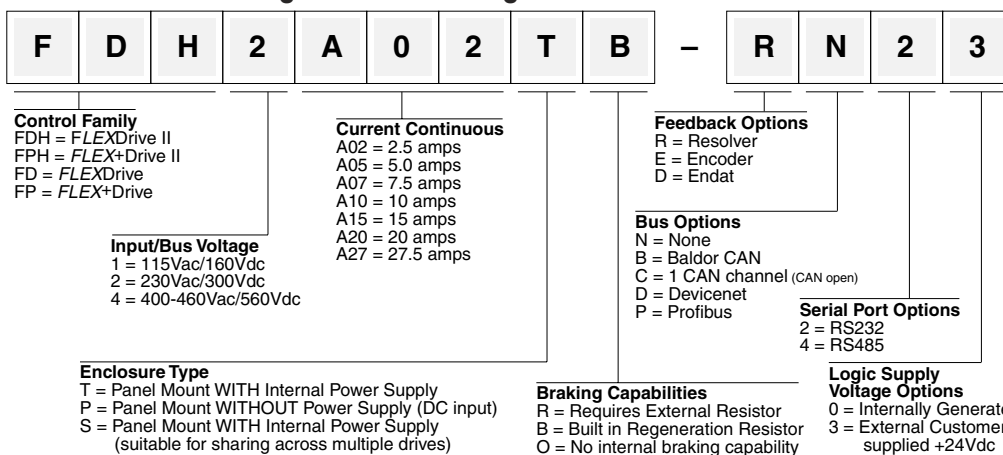 F D H 2 A 0 2 T B – R N 2 3
Control Family
FDH = FLEXDrive II
FPH = FLEX+Drive II
FD = FLEXDrive
FP = FLEX+Drive
Input/Bus Voltage
1 = 115Vac/160Vdc
2 = 230Vac/300Vdc
4 = 400-460Vac/560Vdc
Current Continuous
A02 = 2.5 amps
A05 = 5.0 amps
A07 = 7.5 amps
A10 = 10 amps
A15 = 15 amps
A20 = 20 amps
A27 = 27.5 amps
Enclosure Type
T = Panel Mount WITH Internal Power Supply
P = Panel Mount WITHOUT Power Supply (DC input)
S = Panel Mount WITH Internal Power Supply
(suitable for sharing across multiple drives)
Braking Capabilities
R = Requires External Resistor
B = Built in Regeneration Resistor
O = No internal braking capability
Feedback Options
R = Resolver
E = Encoder
D = Endat
Bus Options
N = None
B = Baldor CAN
C = 1 CAN channel (CAN open)
D = Devicenet
P = Profibus
Serial Port Options
2 = RS232
4 = RS485
Logic Supply
Voltage Options
0 = Internally Generate
3 = External Customer
supplied +24Vdc